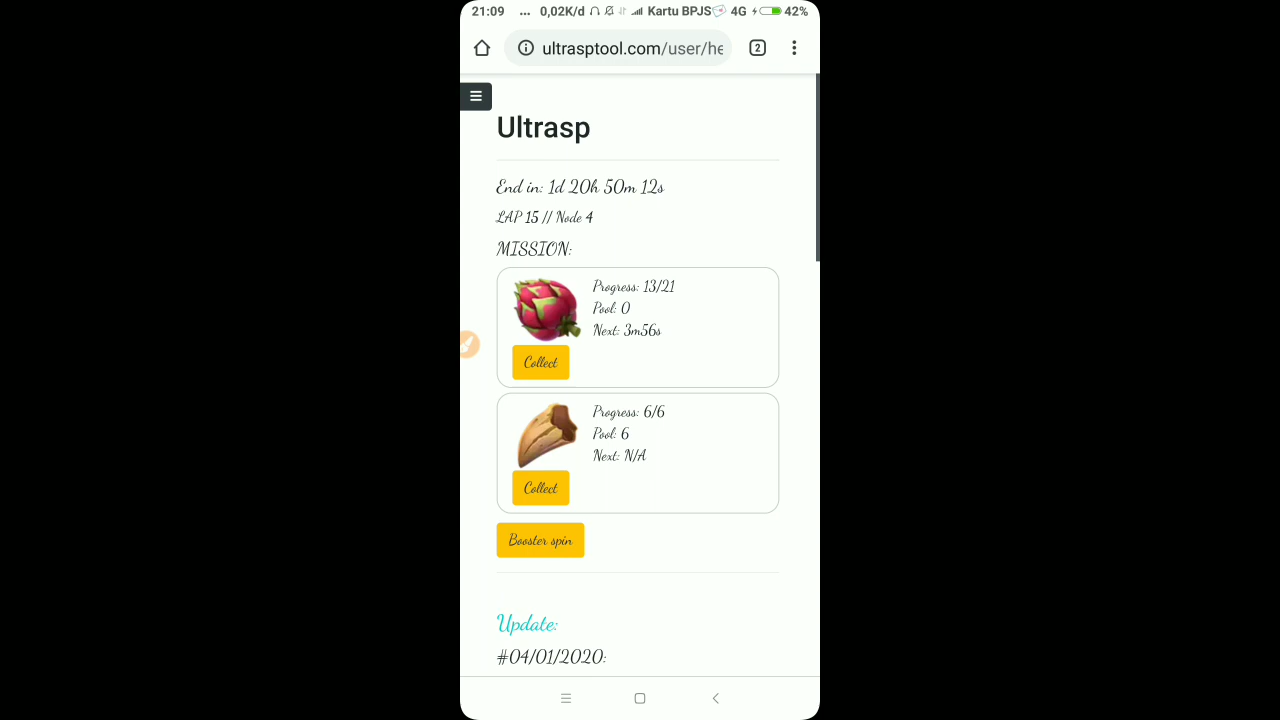 21:09 ... 0,02K/d Kartu BPJS 4G 42%
ultrasptool.com/user/he
2
Ultrasp
End in: 1d 20h 50m 12s
LAP 15 // Node 4
MISSION:
Progress: 13/21
Pool: 0
Next: 3m56s
Collect
Progress: 6/6
Pool: 6
Next: N/A
Collect
Booster spin
Update:
#04/01/2020: